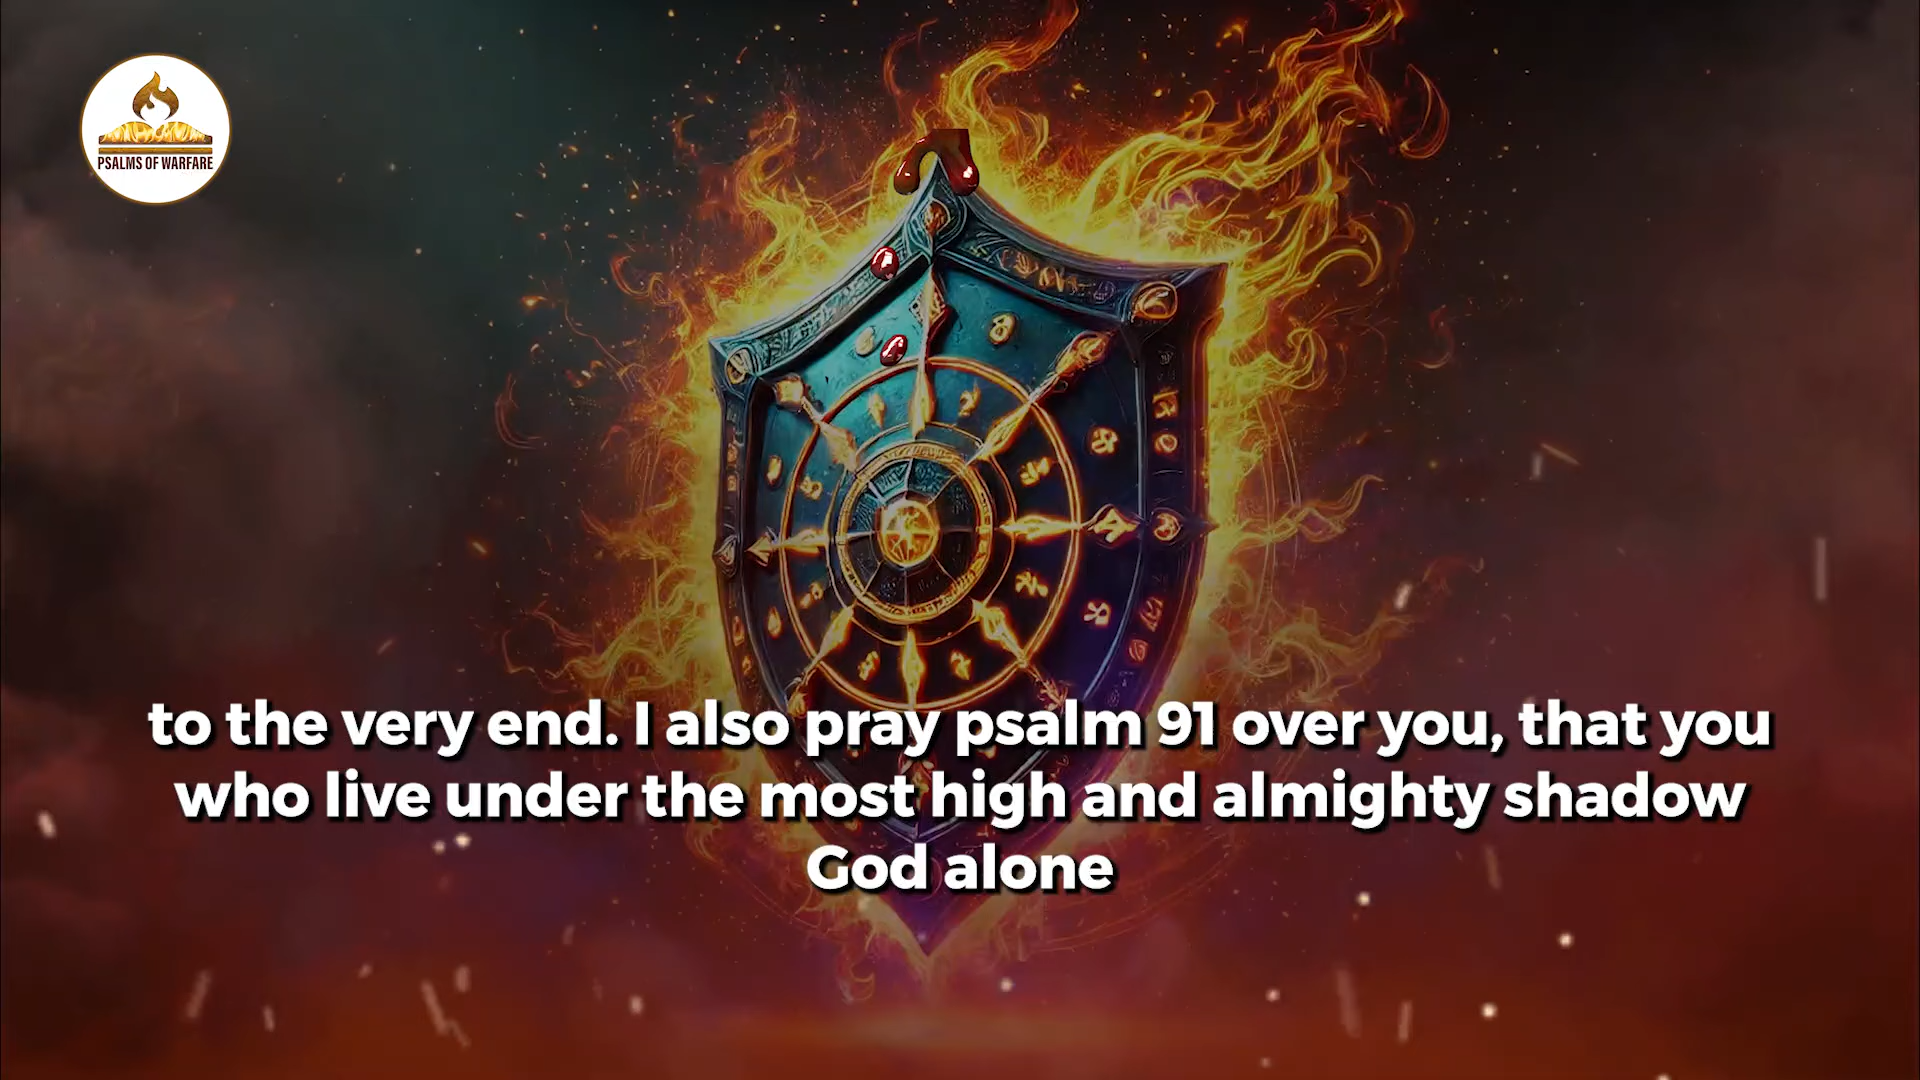 PSALMS OF WARFARE
to the very end. I also pray psalm 91 over you, that you
who live under the most high and almighty shadow
God alone